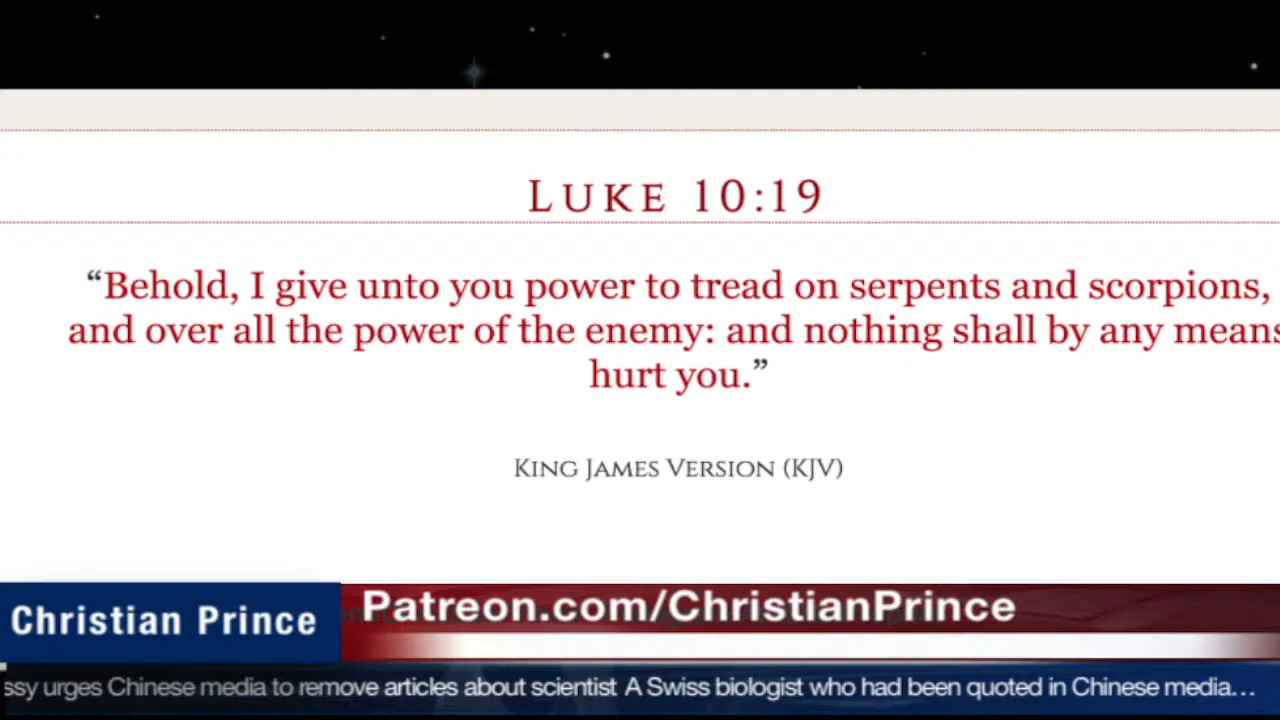 LUKE 10:19
“Behold, I give unto you power to tread on serpents and scorpions,
and over all the power of the enemy: and nothing shall by any means
hurt you.”
KING JAMES VERSION (KJV)
Christian Prince
Patreon.com/ChristianPrince
ssy urges Chinese media to remove articles about scientist A Swiss biologist who had been quoted in Chinese media...